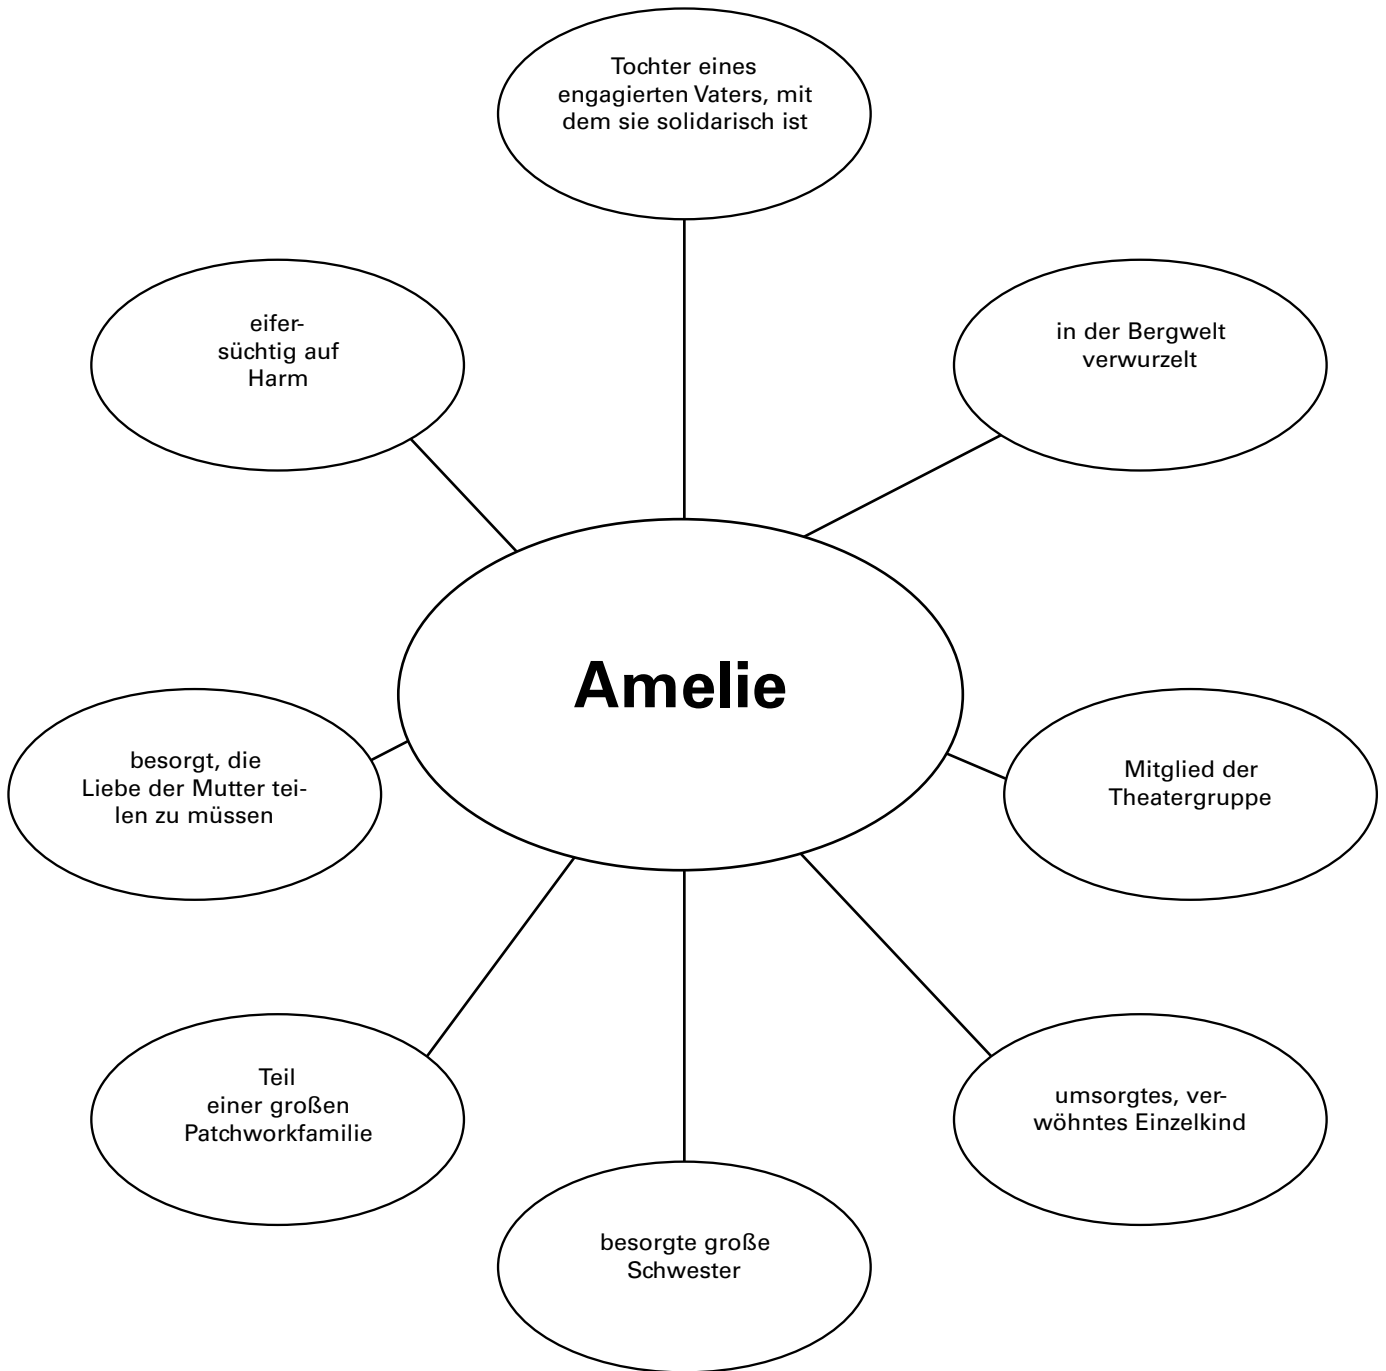 Tochter eines
engagierten Vaters, mit
dem sie solidarisch ist
eifer-
süchtig auf
Harm
in der Bergwelt
verwurzelt
Amelie
besorgt, die
Liebe der Mutter tei-
len zu müssen
Mitglied der
Theatergruppe
Teil
einer großen
Patchworkfamilie
umsorgtes, ver-
wöhntes Einzelkind
besorgte große
Schwester